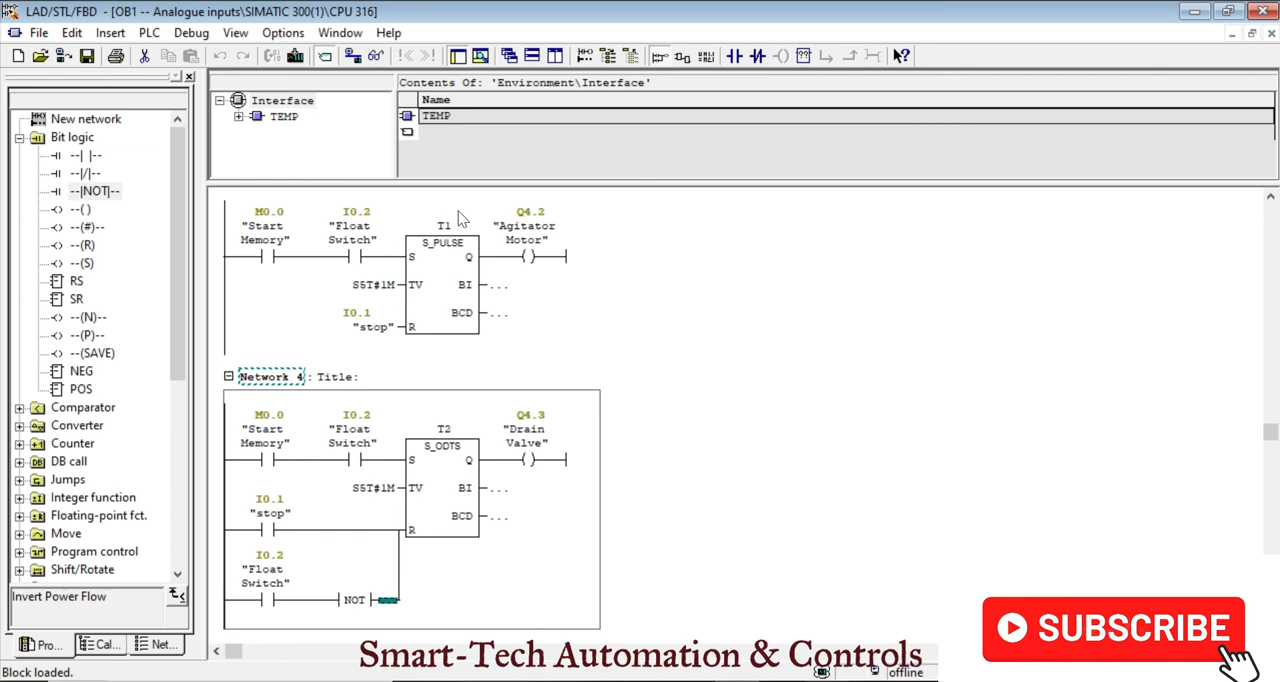 LAD/STL/FBD - [OB1 -- Analogue inputs\SIMATIC 300(1)\CPU 316]
File Edit Insert PLC Debug View Options Window Help
New network
Bit logic
--| |--
--|/|--
--|NOT|--
--( )
--(#)--
--(R)
--(S)
RS
SR
--(N)--
--(P)--
--(SAVE)
NEG
POS
Comparator
Converter
Counter
DB call
Jumps
Integer function
Floating-point fct.
Move
Program control
Shift/Rotate
Invert Power Flow
Pro... Cal... Net...
Interface
TEMP
Contents Of: 'Environment\Interface'
Name
TEMP
M0.0 I0.2 Q4.2
"Start "Float T1 "Agitator
Memory" Switch" S_PULSE Motor"
S Q
S5T#1M TV BI ...
I0.1 BCD ...
"stop" R
Network 4 : Title:
M0.0 I0.2 Q4.3
"Start "Float T2 "Drain
Memory" Switch" S_ODTS Valve"
S Q
S5T#1M TV BI ...
I0.1
"stop" BCD ...
R
I0.2
"Float
Switch"
NOT
SUBSCRIBE
Smart-Tech Automation & Controls
Block loaded. offline